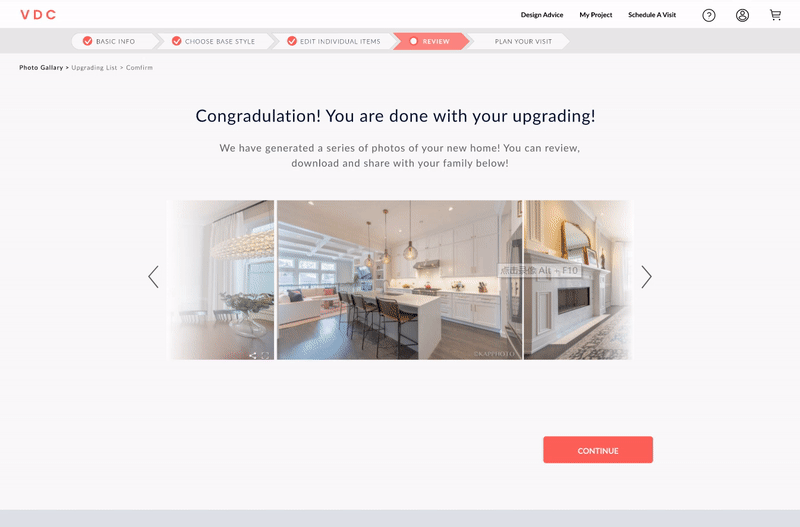 VDC
Design Advice
My Project
Schedule A Visit
?
BASIC INFO
CHOOSE BASE STYLE
EDIT INDIVIDUAL ITEMS
REVIEW
PLAN YOUR VISIT
Photo Gallary > Upgrading List > Comfirm
Congradulation! You are done with your upgrading!
We have generated a series of photos of your new home! You can review,
download and share with your family below!
点击录像 Alt - F10
CONTINUE